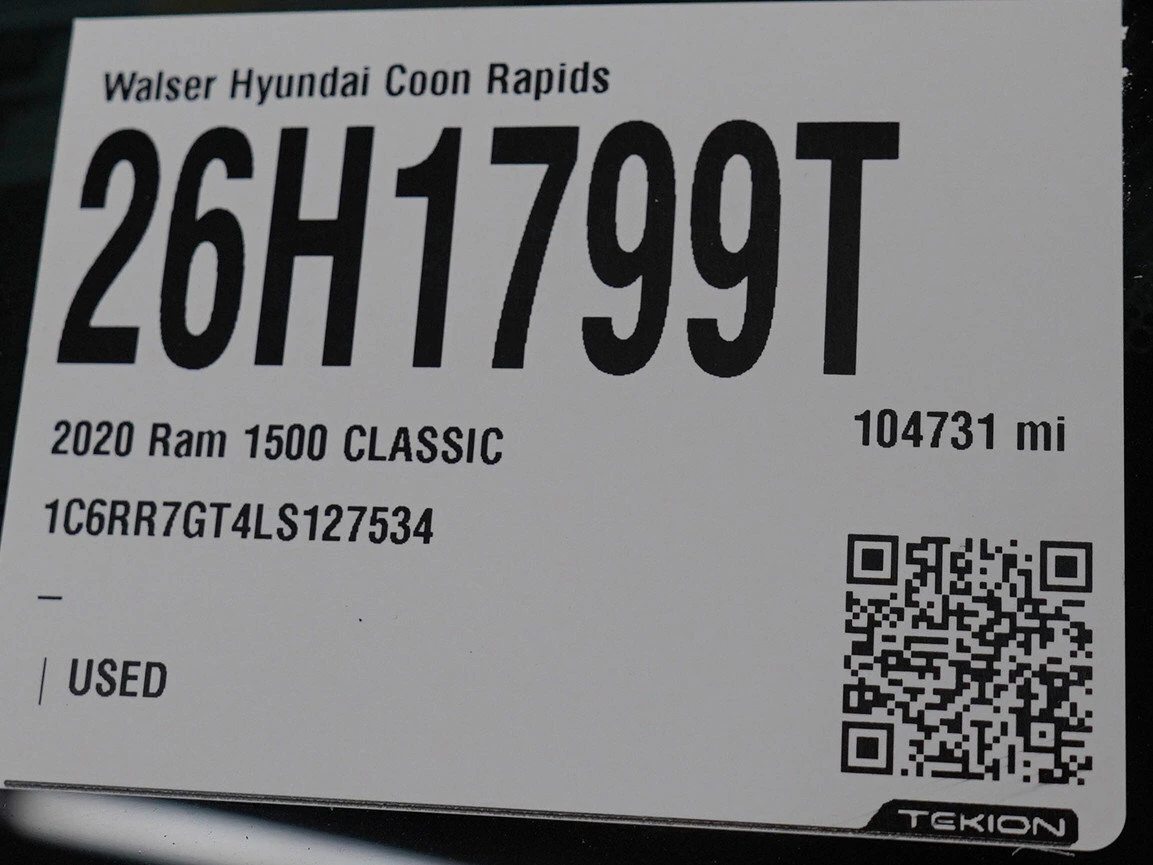 Walser Hyundai Coon Rapids
26H1799T
2020 Ram 1500 CLASSIC
104731 mi
1C6RR7GT4LS127534
–
| USED
TEKION